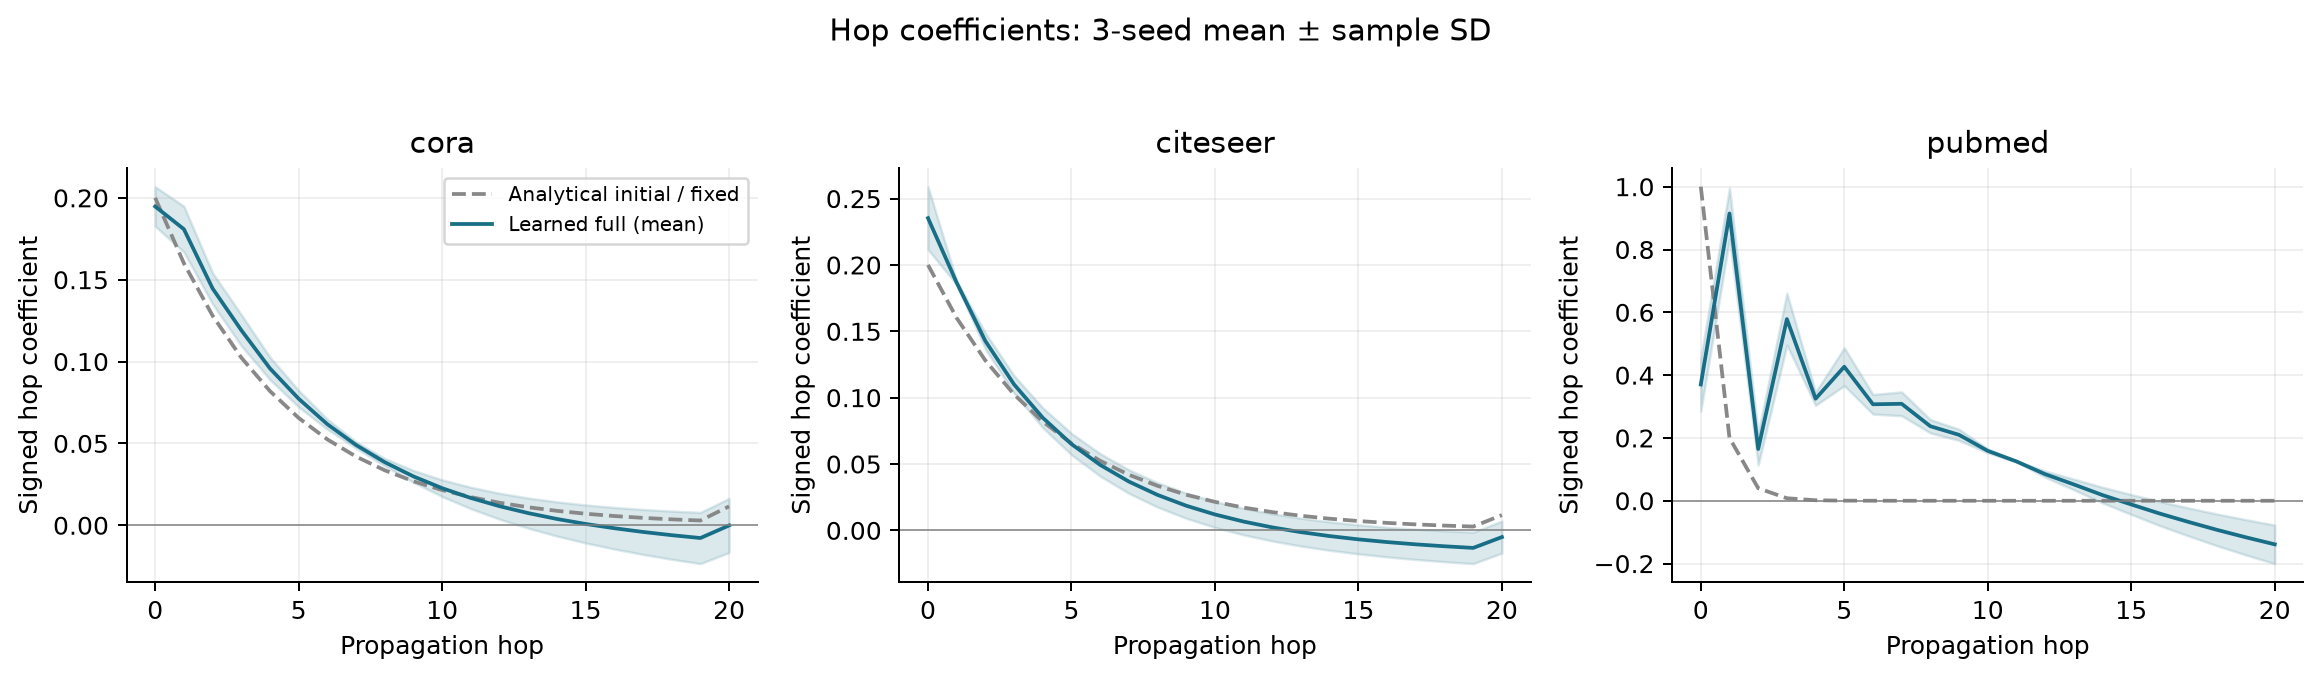 Hop coefficients: 3-seed mean ± sample SD
cora
Signed hop coefficient
0.20
0.15
0.10
0.05
0.00
Analytical initial / fixed
Learned full (mean)
0 5 10 15 20
Propagation hop
citeseer
Signed hop coefficient
0.25
0.20
0.15
0.10
0.05
0.00
0 5 10 15 20
Propagation hop
pubmed
Signed hop coefficient
1.0
0.8
0.6
0.4
0.2
0.0
−0.2
0 5 10 15 20
Propagation hop